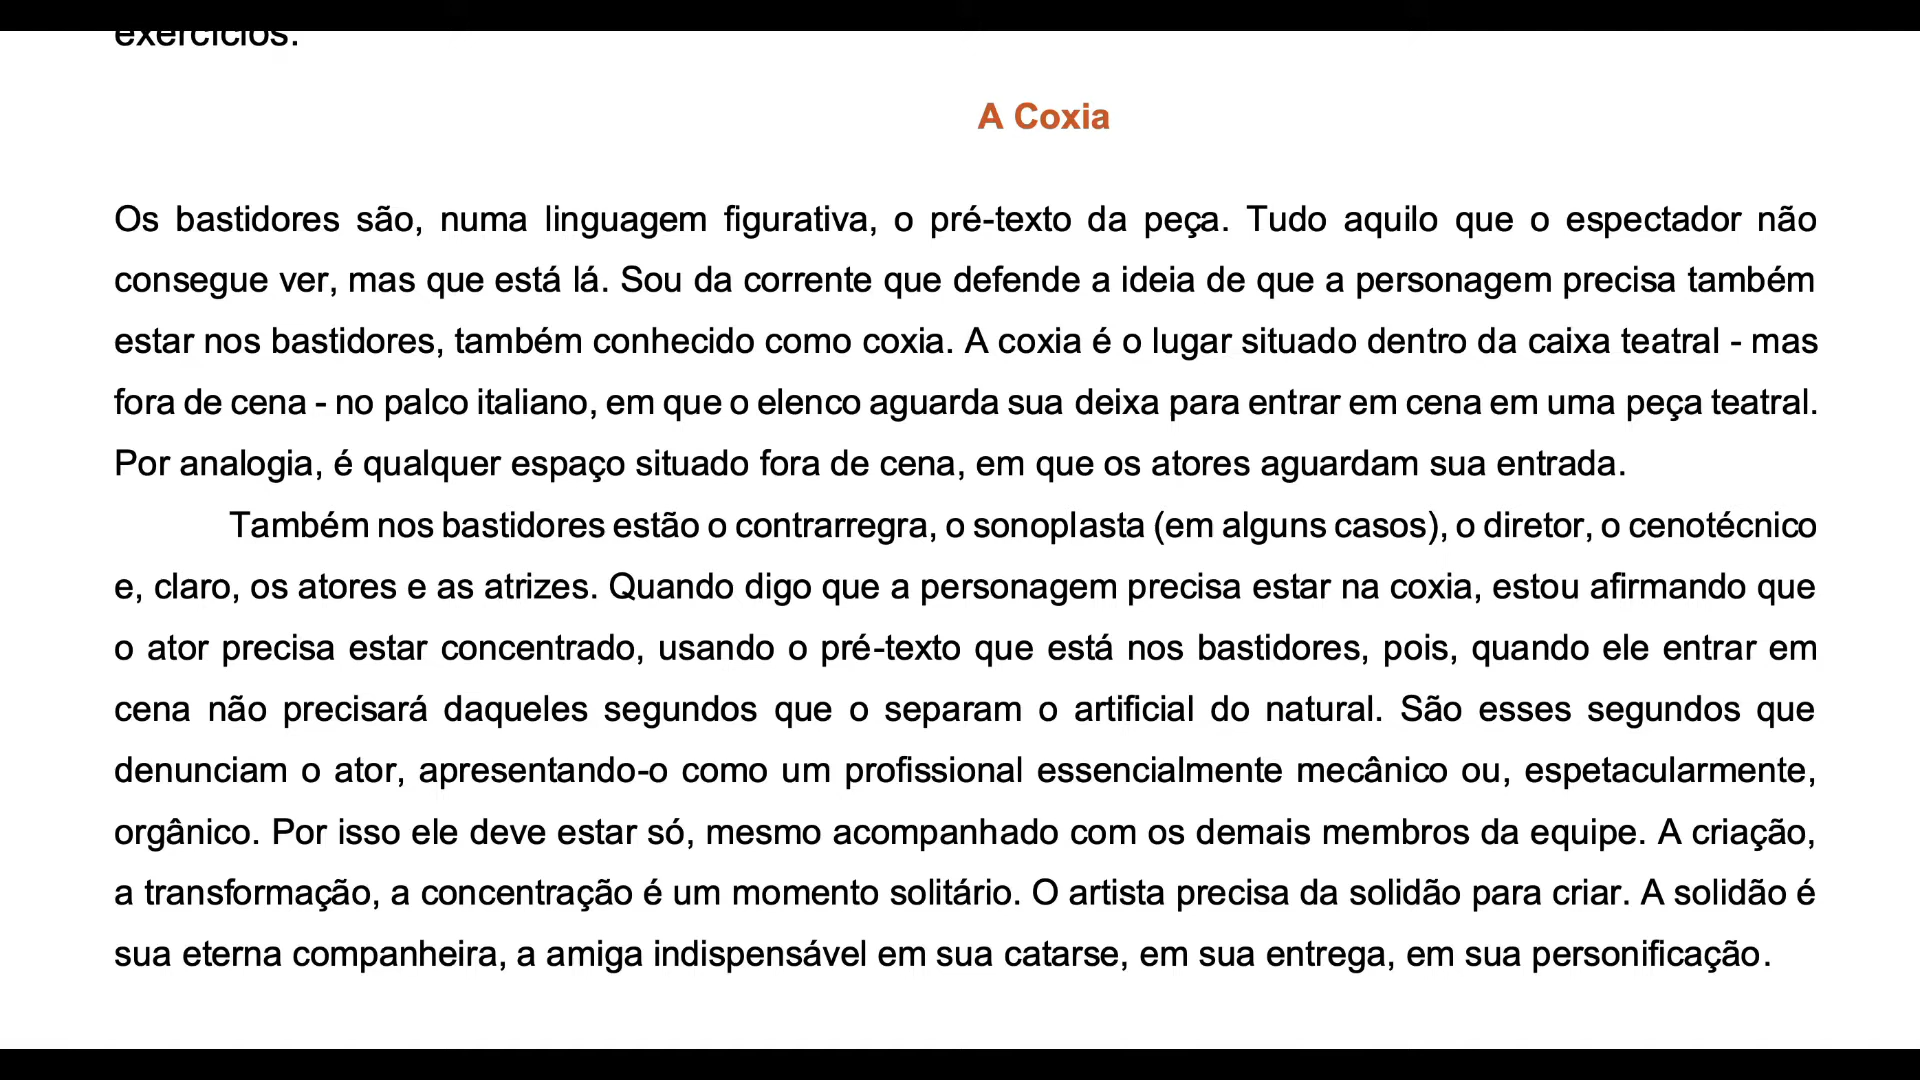 exercícios.
A Coxia
Os bastidores são, numa linguagem figurativa, o pré-texto da peça. Tudo aquilo que o espectador não
consegue ver, mas que está lá. Sou da corrente que defende a ideia de que a personagem precisa também
estar nos bastidores, também conhecido como coxia. A coxia é o lugar situado dentro da caixa teatral - mas
fora de cena - no palco italiano, em que o elenco aguarda sua deixa para entrar em cena em uma peça teatral.
Por analogia, é qualquer espaço situado fora de cena, em que os atores aguardam sua entrada.
Também nos bastidores estão o contrarregra, o sonoplasta (em alguns casos), o diretor, o cenotécnico
e, claro, os atores e as atrizes. Quando digo que a personagem precisa estar na coxia, estou afirmando que
o ator precisa estar concentrado, usando o pré-texto que está nos bastidores, pois, quando ele entrar em
cena não precisará daqueles segundos que o separam o artificial do natural. São esses segundos que
denunciam o ator, apresentando-o como um profissional essencialmente mecânico ou, espetacularmente,
orgânico. Por isso ele deve estar só, mesmo acompanhado com os demais membros da equipe. A criação,
a transformação, a concentração é um momento solitário. O artista precisa da solidão para criar. A solidão é
sua eterna companheira, a amiga indispensável em sua catarse, em sua entrega, em sua personificação.